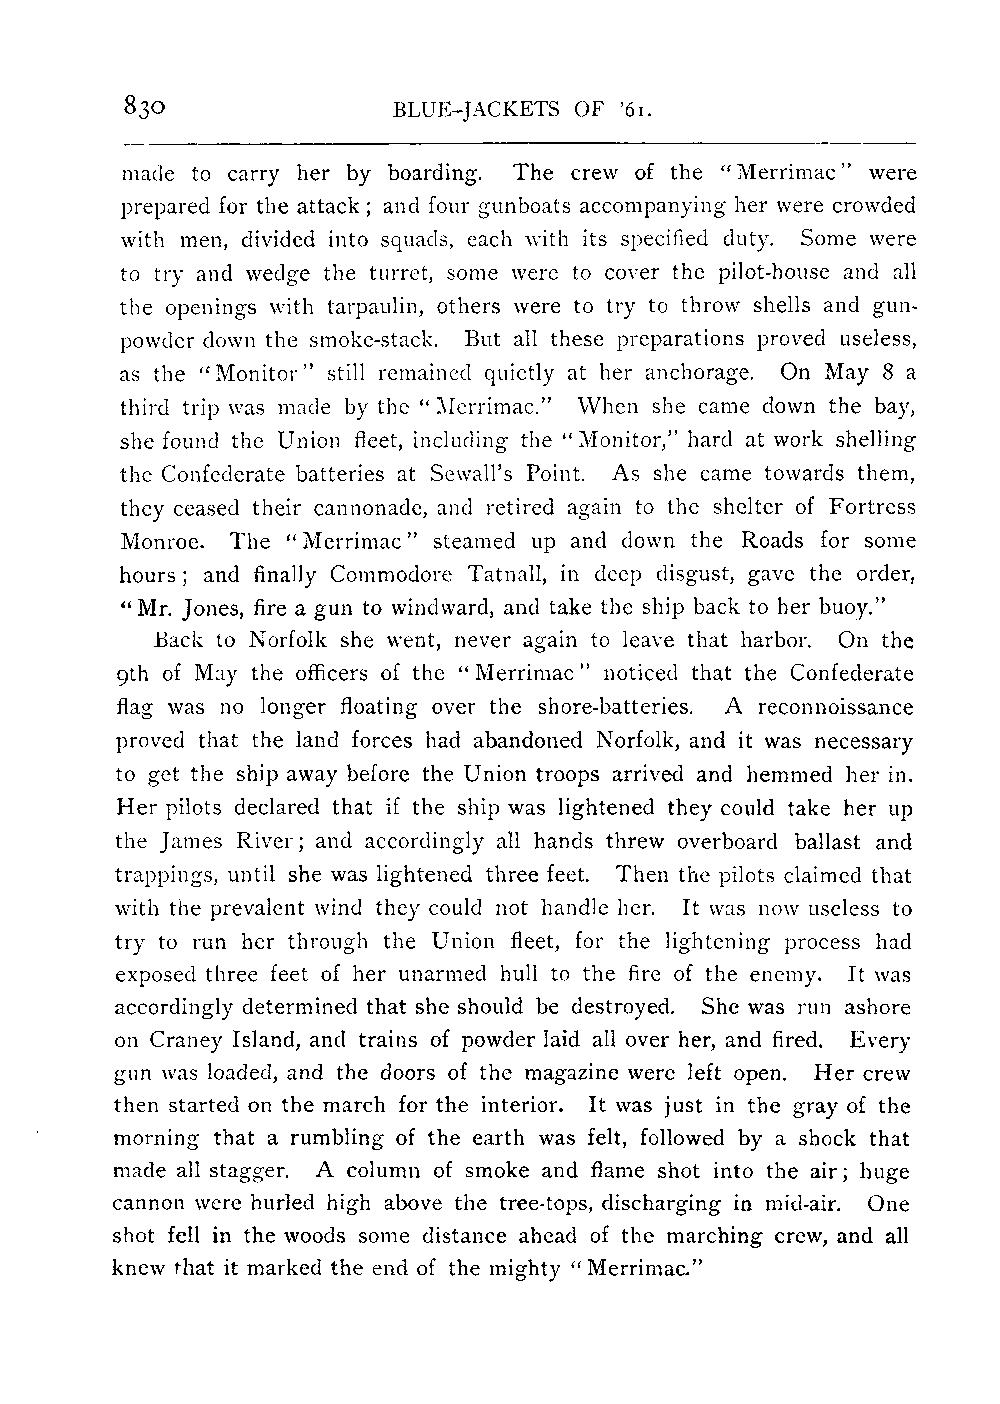 830 BLUE-JACKETS OF '61.
made to carry her by boarding. The crew of the "Merrimac" were
prepared for the attack; and four gunboats accompanying her were crowded
with men, divided into squads, each with its specified duty. Some were
to try and wedge the turret, some were to cover the pilot-house and all
the openings with tarpaulin, others were to try to throw shells and gun-
powder down the smoke-stack. But all these preparations proved useless,
as the "Monitor" still remained quietly at her anchorage. On May 8 a
third trip was made by the "Merrimac." When she came down the bay,
she found the Union fleet, including the "Monitor," hard at work shelling
the Confederate batteries at Sewall's Point. As she came towards them,
they ceased their cannonade, and retired again to the shelter of Fortress
Monroe. The "Merrimac" steamed up and down the Roads for some
hours; and finally Commodore Tatnall, in deep disgust, gave the order,
"Mr. Jones, fire a gun to windward, and take the ship back to her buoy."
Back to Norfolk she went, never again to leave that harbor. On the
9th of May the officers of the "Merrimac" noticed that the Confederate
flag was no longer floating over the shore-batteries. A reconnoissance
proved that the land forces had abandoned Norfolk, and it was necessary
to get the ship away before the Union troops arrived and hemmed her in.
Her pilots declared that if the ship was lightened they could take her up
the James River; and accordingly all hands threw overboard ballast and
trappings, until she was lightened three feet. Then the pilots claimed that
with the prevalent wind they could not handle her. It was now useless to
try to run her through the Union fleet, for the lightening process had
exposed three feet of her unarmed hull to the fire of the enemy. It was
accordingly determined that she should be destroyed. She was run ashore
on Craney Island, and trains of powder laid all over her, and fired. Every
gun was loaded, and the doors of the magazine were left open. Her crew
then started on the march for the interior. It was just in the gray of the
morning that a rumbling of the earth was felt, followed by a shock that
made all stagger. A column of smoke and flame shot into the air; huge
cannon were hurled high above the tree-tops, discharging in mid-air. One
shot fell in the woods some distance ahead of the marching crew, and all
knew that it marked the end of the mighty "Merrimac."